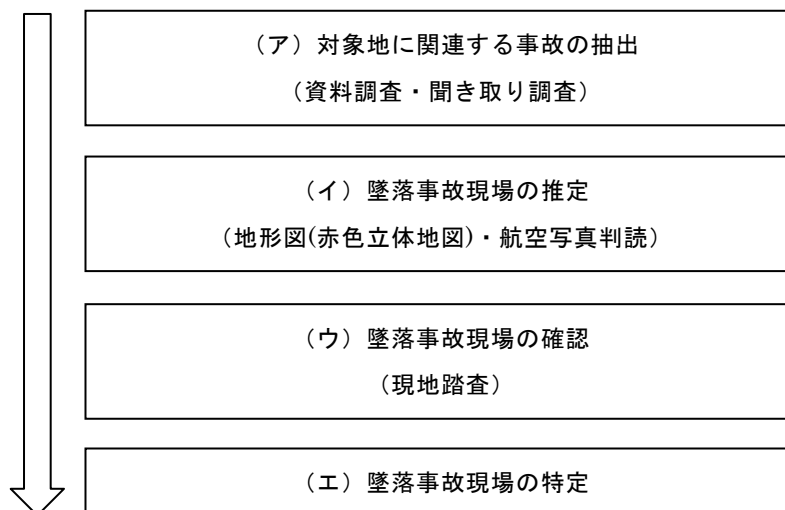 （ア）対象地に関連する事故の抽出
（資料調査・聞き取り調査）
（イ）墜落事故現場の推定
（地形図(赤色立体地図)・航空写真判読）
（ウ）墜落事故現場の確認
（現地踏査）
（エ）墜落事故現場の特定